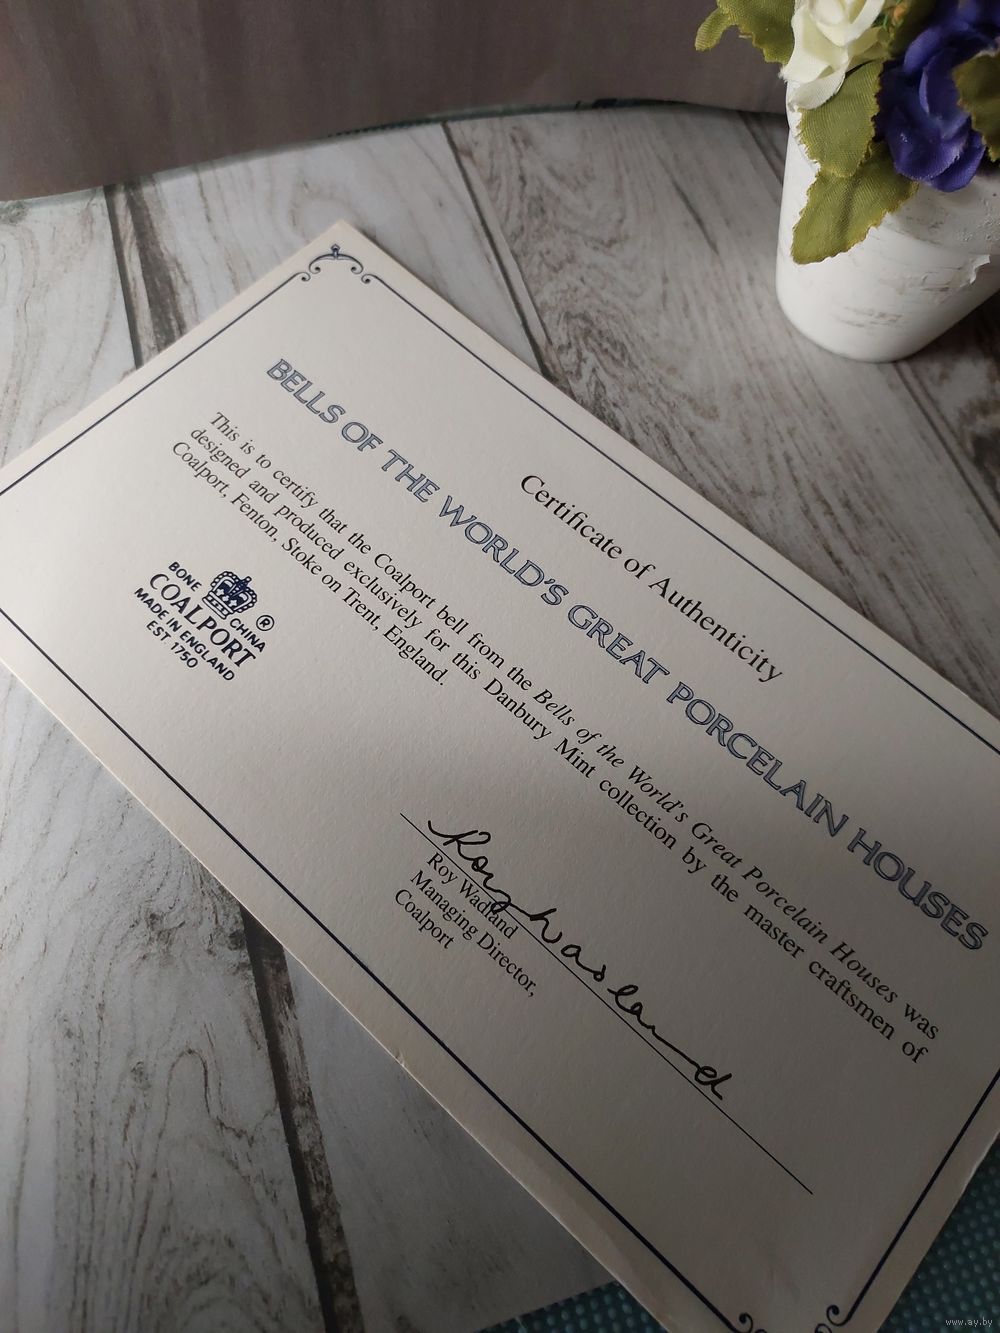 Certificate of Authenticity
BELLS OF THE WORLD'S GREAT PORCELAIN HOUSES
This is to certify that the Coalport bell from the Bells of the World's Great Porcelain Houses was
designed and produced exclusively for this Danbury Mint collection by the master craftsmen of
Coalport, Fenton, Stoke on Trent, England.
BONE CHINA
COALPORT®
MADE IN ENGLAND
EST 1750
Roy Wadland
Roy Wadland
Managing Director,
Coalport
www.ay.by